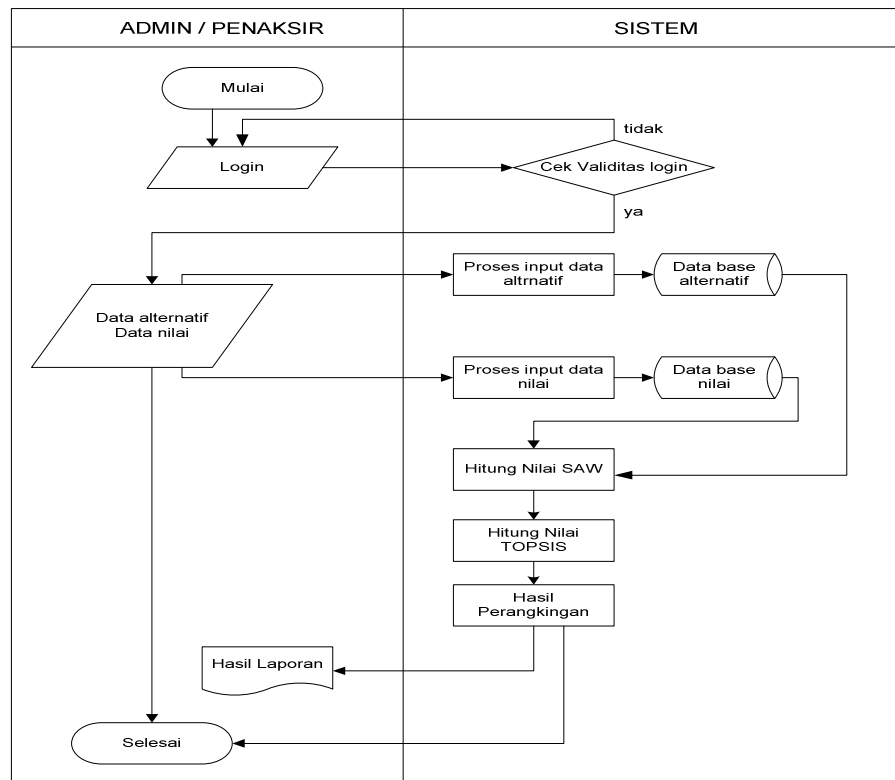 ADMIN / PENAKSIR
SISTEM
Mulai
tidak
Login
Cek Validitas login
ya
Proses input data
altrnatif
Data base
alternatif
Data alternatif
Data nilai
Proses input data
nilai
Data base
nilai
Hitung Nilai SAW
Hitung Nilai
TOPSIS
Hasil
Perangkingan
Hasil Laporan
Selesai